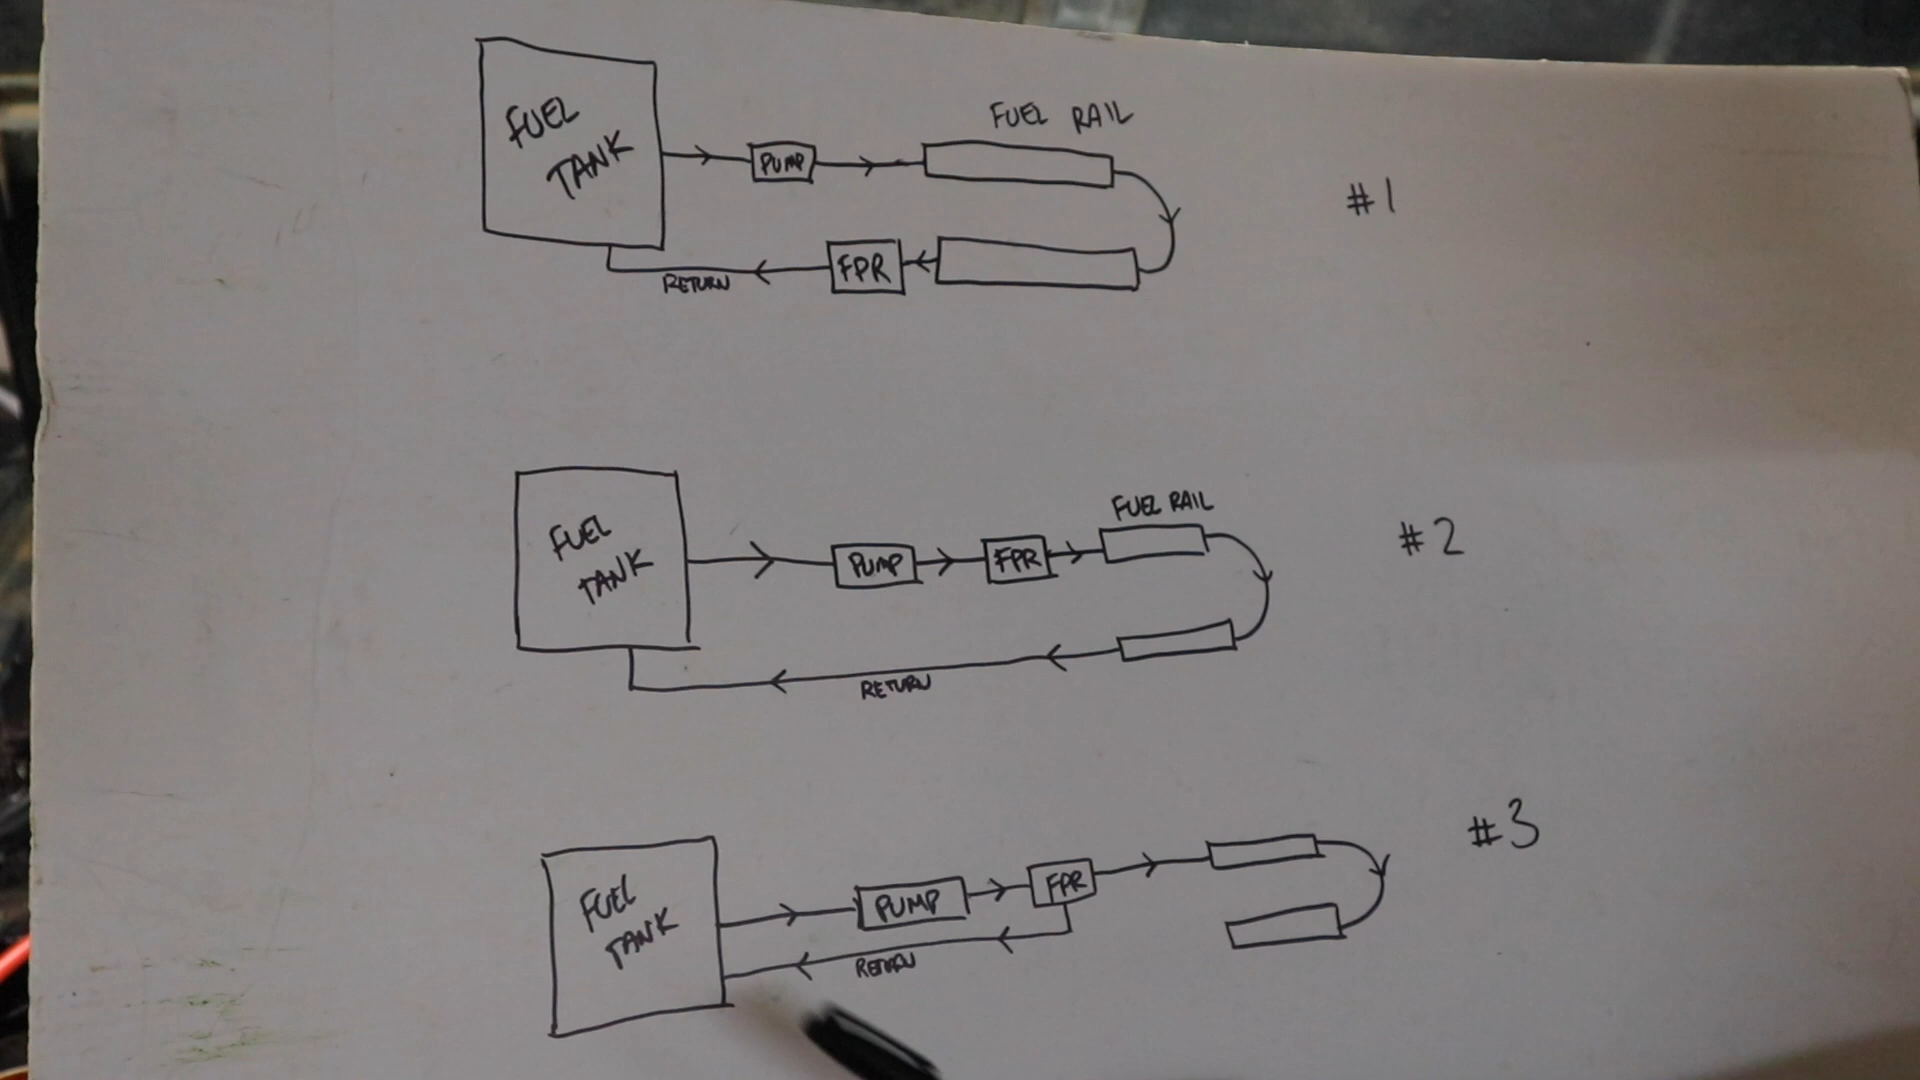 FUEL
TANK
PUMP
FUEL RAIL
FPR
RETURN
#1
FUEL
TANK
PUMP
FPR
FUEL RAIL
RETURN
#2
FUEL
TANK
PUMP
FPR
RETURN
#3